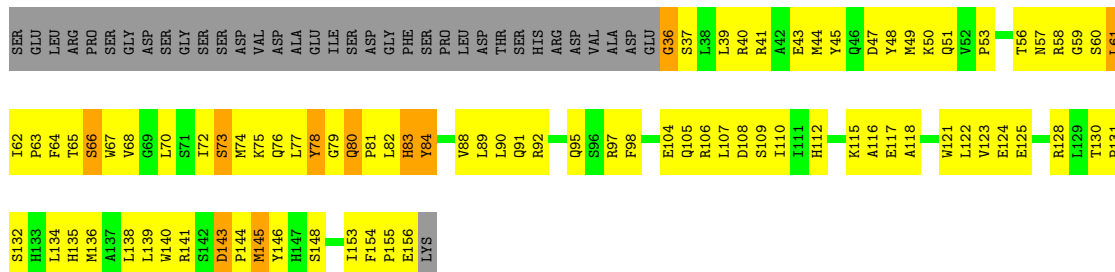 SER GLU LEU ARG PRO SER GLY ASP SER GLY SER SER ASP VAL ASP ALA GLU ILE SER ASP GLY PHE SER PRO LEU ASP THR SER HIS ARG ASP VAL ALA ASP GLU G36 S37 L38 L39 R40 R41 A42 E43 M44 Y45 Q46 D47 Y48 M49 K50 Q51 V52 P53 T56 N57 R58 G59 S60 L61
I62 P63 F64 T65 S66 W67 V68 G69 L70 S71 I72 S73 M74 K75 Q76 L77 Y78 G79 Q80 P81 L82 H83 Y84 V88 L89 L90 Q91 R92 Q95 S96 R97 F98 E104 Q105 R106 L107 D108 S109 I110 I111 H112 K115 A116 E117 A118 W121 L122 V123 E124 E125 R128 L129 T130
S132 H133 L134 H135 M136 A137 L138 L139 W140 R141 S142 D143 P144 M145 Y146 H147 S148 I153 F154 P155 E156 LYS